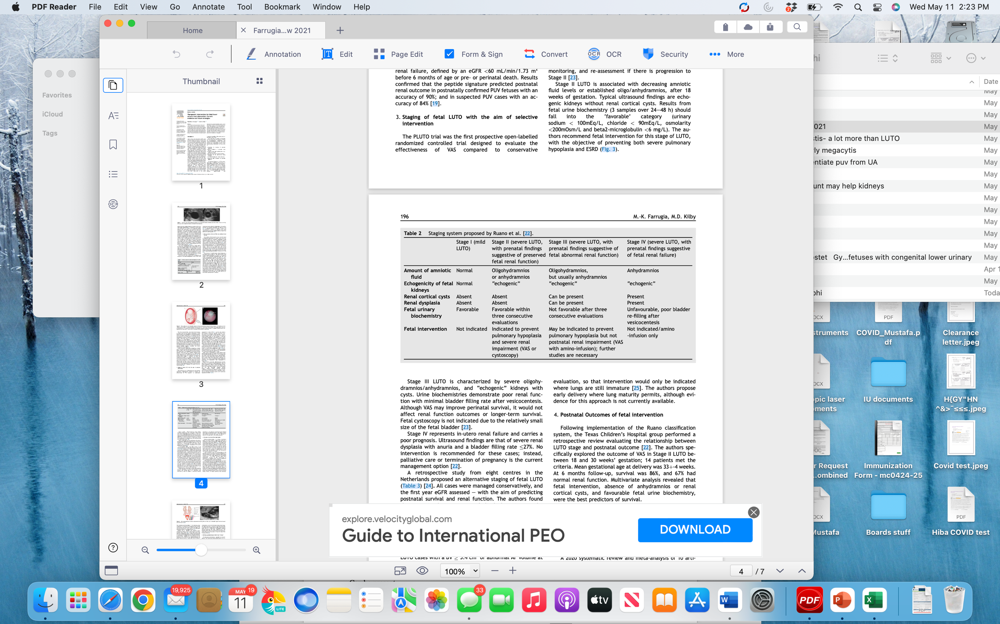 PDF Reader File Edit View Go Annotate Tool Bookmark Window Help
2
Wed May 11 2:23 PM
Home
Farrugia...w 2021
Annotation
Edit
Page Edit
Form & Sign
Convert
OCR
OCR
Security
More
Favorites
iCloud
Tags
Thumbnail
OCR
1
2
3
4
renal failure, defined by an eGFR <60 mL/min/1.73 m²
before 6 months of age or pre- or perinatal death. Results
confirmed that the peptide signature predicted postnatal
renal outcome in postnatally confirmed PUV fetuses with an
accuracy of 90%; and in suspected PUV cases with an ac-
curacy of 84% [19].
3. Staging of fetal LUTO with the aim of selective
intervention
The PLUTO trial was the first prospective open-labelled
randomized controlled trial designed to evaluate the
effectiveness of VAS compared to conservative
monitoring, and re-assessment if there is progression to
Stage II [23].
Stage II LUTO is associated with decreasing amniotic
fluid levels or established oligo/anhydramnios, after 18
weeks of gestation. Typical ultrasound findings are echo-
genic kidneys without renal cortical cysts. Results from
fetal urine biochemistry (3 samples over 24–48 h) should
fall into the 'favorable' category (urinary
sodium < 100mEq/L, chloride < 90mEq/L, osmolarity
<200mOsm/L and beta2-microglobulin <6 mg/L). The au-
thors recommend fetal intervention for this stage of LUTO,
with the objective of preventing both severe pulmonary
hypoplasia and ESRD (Fig. 3).
196
M.-K. Farrugia, M.D. Kilby
Table 2 Staging system proposed by Ruano et al. [22].
Stage I (mild
LUTO)
Stage II (severe LUTO,
with prenatal findings
suggestive of preserved
fetal renal function)
Stage III (severe LUTO, with
prenatal findings suggestive of
fetal abnormal renal function)
Stage IV (severe LUTO, with
prenatal findings suggestive
of fetal renal failure)
Amount of amniotic
fluid
Normal
Oligohydramnios
or anhydramnios
Oligohydramnios,
but usually anhydramnios
Anhydramnios
Echogenicity of fetal
kidneys
Normal
"echogenic"
"echogenic"
"echogenic"
Renal cortical cysts
Absent
Absent
Can be present
Present
Renal dysplasia
Absent
Absent
Can be present
Present
Fetal urinary
biochemistry
Favorable
Favorable within
three consecutive
evaluations
Not favorable after three
consecutive evaluations
Unfavourable, poor bladder
re-filling after
vesicocentesis
Fetal intervention
Not indicated
Indicated to prevent
pulmonary hypoplasia
and severe renal
impairment (VAS or
cystoscopy)
May be indicated to prevent
pulmonary hypoplasia but not
postnatal renal impairment (VAS
with amino-infusion); further
studies are necessary
Not indicated/amino
-infusion only
Stage III LUTO is characterized by severe oligohy-
dramnios/anhydramnios, and "echogenic" kidneys with
cysts. Urine biochemistries demonstrate poor renal func-
tion with minimal bladder filling rate after vesicocentesis.
Although VAS may improve perinatal survival, it would not
affect renal function outcomes or longer-term survival.
Fetal cystoscopy is not indicated due to the relatively small
size of the fetal bladder [23].
Stage IV represents in-utero renal failure and carries a
poor prognosis. Ultrasound findings are that of severe renal
dysplasia with anuria and a bladder filling rate ≤27%. No
intervention is recommended for these cases; instead,
palliative care or termination of pregnancy is the current
management option [22].
A retrospective study from eight centres in the
Netherlands proposed an alternative staging of fetal LUTO
(Table 3) [24]. All cases were managed conservatively, and
the first year eGFR assessed – with the aim of predicting
postnatal survival and renal function. The authors found
evaluation, so that intervention would only be indicated
where lungs are still immature [25]. The authors propose
early delivery where lung maturity permits, although evi-
dence for this approach is not currently available.
4. Postnatal Outcomes of fetal intervention
Following implementation of the Ruano classification
system, the Texas Children's Hospital group performed a
retrospective review evaluating the relationship between
LUTO stage and postnatal outcome [22]. The authors spe-
cifically explored the outcome of VAS in Stage II LUTO be-
tween 18 and 30 weeks' gestation; 14 patients met the
criteria. Mean gestational age at delivery was 33+-4 weeks.
At 6 months follow-up, survival was 86%, and 67% had
normal renal function. Multivariate analysis revealed that
fetal intervention, absence of anhydramnios or renal
cortical cysts, and favourable fetal urine biochemistry,
were the best predictors of survival.
explore.velocityglobal.com
Guide to International PEO
DOWNLOAD
A 2020 systematic review and meta-analysis of 10 arti-
100%
4 / 7
hi
Date
May
May
May
021
May
stis- a lot more than LUTO
May
ly megacytis
May
entiate puv from UA
May
May
unt may help kidneys
May
May
May
May
May
May
stet Gy...fetuses with congenital lower urinary
May
Apr 1
May
phi
Toda
OCX
PDF
struments
COVID_Mustafa.p
df
Clearance
letter.jpeg
OCX
pic laser
ments
IU documents
H{GY"HN
^&>¯≤≤≤.jpeg
OC
r Request
...ombined
Immunization
Form - mc0424-25
Covid test.jpeg
OCX
PDF
Mustafa
Boards stuff
Hiba COVID test
19,925
MAY
19
11
LITE
33
tv
W
PDF
P
X
PDF